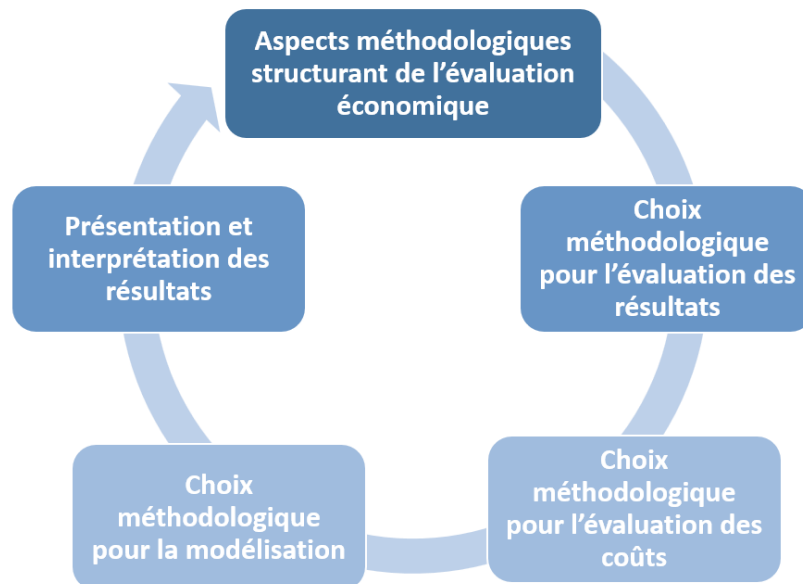 Aspects méthodologiques
structurant de l'évaluation
économique
Choix
méthodologique
pour l'évaluation des
résultats
Choix
méthodologique
pour l'évaluation des
coûts
Choix
méthodologique
pour la modélisation
Présentation et
interprétation des
résultats